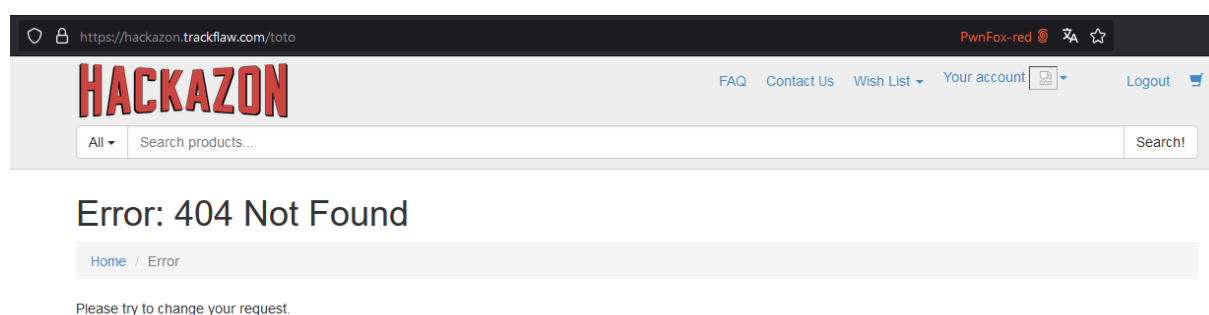 https://hackazon.trackflaw.com/toto PwnFox-red
HACKAZON
FAQ Contact Us Wish List Your account Logout
All Search products... Search!
Error: 404 Not Found
Home / Error
Please try to change your request.